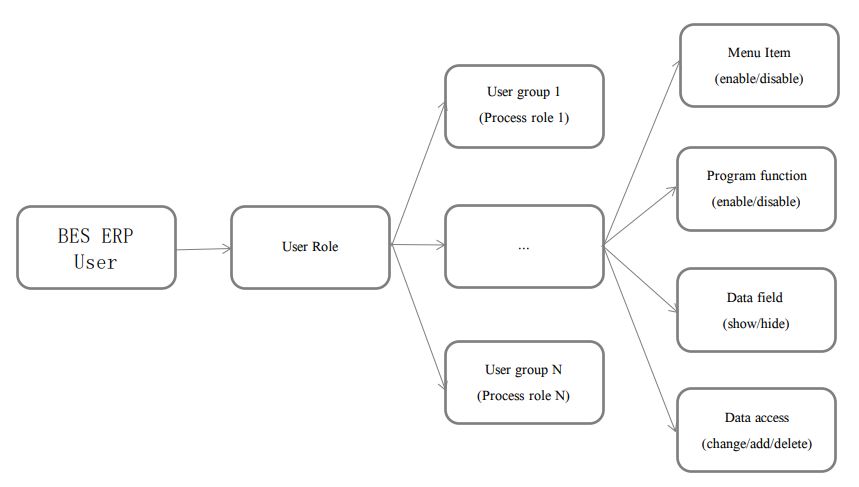 BES ERP
User
User Role
User group 1
(Process role 1)
...
User group N
(Process role N)
Menu Item
(enable/disable)
Program function
(enable/disable)
Data field
(show/hide)
Data access
(change/add/delete)